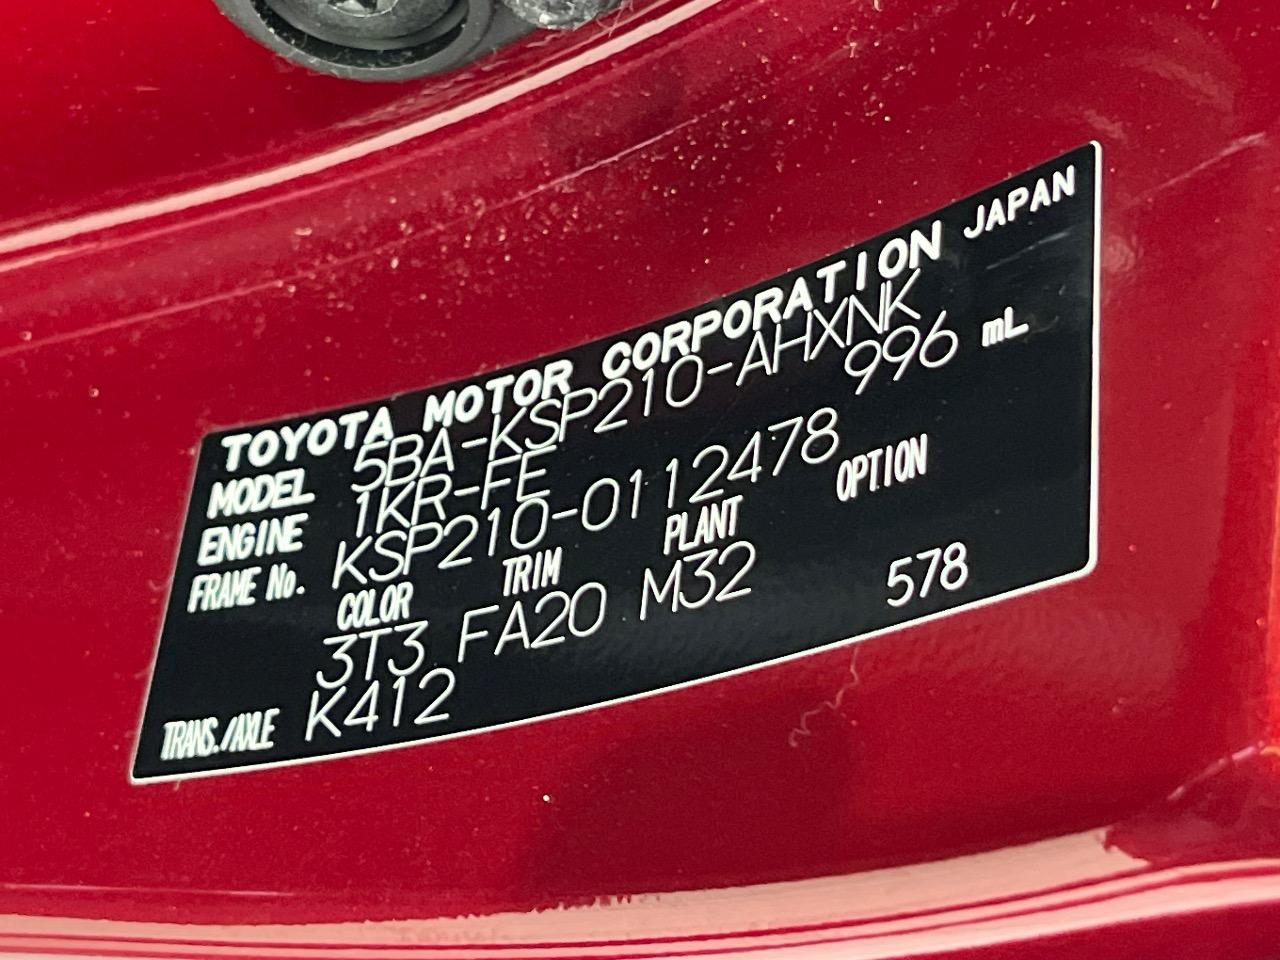 TOYOTA MOTOR CORPORATION JAPAN
MODEL 5BA-KSP210-AHXNK
ENGINE 1KR-FE 996 mL
FRAME No. KSP210-0112478
COLOR TRIM PLANT OPTION
3T3 FA20 M32 578
TRANS./AXLE K412